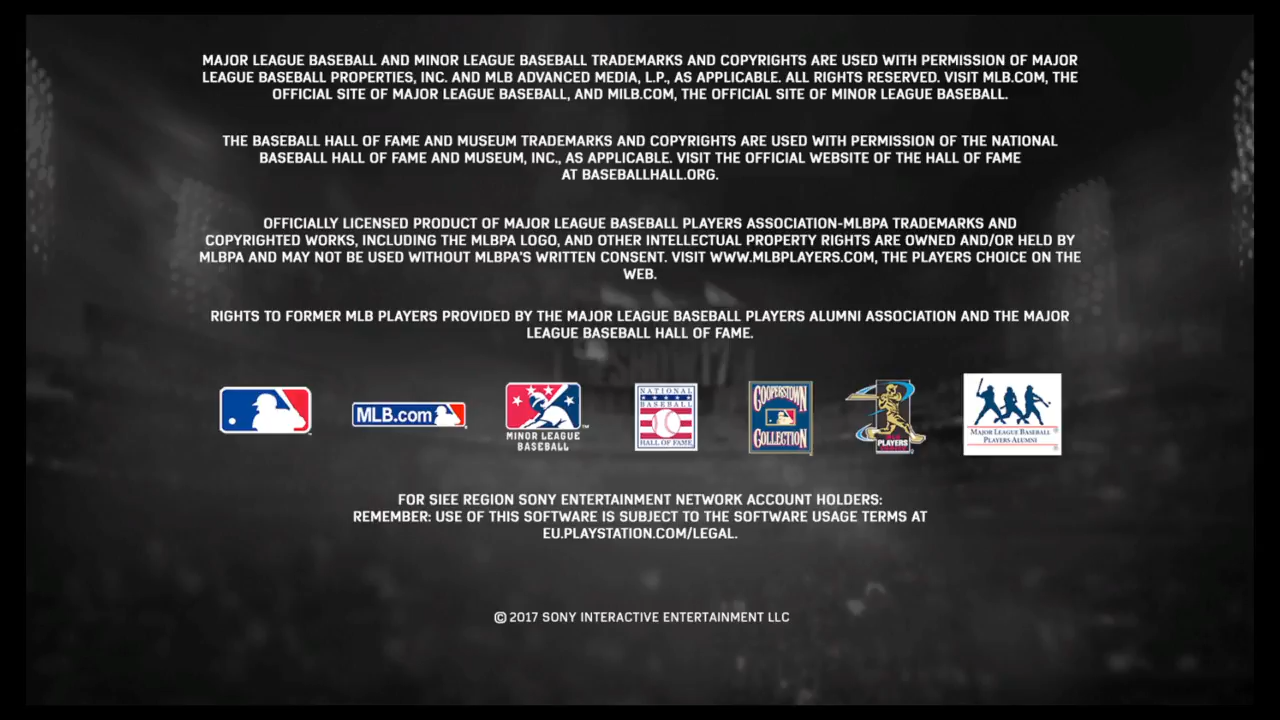 MAJOR LEAGUE BASEBALL AND MINOR LEAGUE BASEBALL TRADEMARKS AND COPYRIGHTS ARE USED WITH PERMISSION OF MAJOR
LEAGUE BASEBALL PROPERTIES, INC. AND MLB ADVANCED MEDIA, L.P., AS APPLICABLE. ALL RIGHTS RESERVED. VISIT MLB.COM, THE
OFFICIAL SITE OF MAJOR LEAGUE BASEBALL, AND MILB.COM, THE OFFICIAL SITE OF MINOR LEAGUE BASEBALL.
THE BASEBALL HALL OF FAME AND MUSEUM TRADEMARKS AND COPYRIGHTS ARE USED WITH PERMISSION OF THE NATIONAL
BASEBALL HALL OF FAME AND MUSEUM, INC., AS APPLICABLE. VISIT THE OFFICIAL WEBSITE OF THE HALL OF FAME
AT BASEBALLHALL.ORG.
OFFICIALLY LICENSED PRODUCT OF MAJOR LEAGUE BASEBALL PLAYERS ASSOCIATION-MLBPA TRADEMARKS AND
COPYRIGHTED WORKS, INCLUDING THE MLBPA LOGO, AND OTHER INTELLECTUAL PROPERTY RIGHTS ARE OWNED AND/OR HELD BY
MLBPA AND MAY NOT BE USED WITHOUT MLBPA'S WRITTEN CONSENT. VISIT WWW.MLBPLAYERS.COM, THE PLAYERS CHOICE ON THE
WEB.
RIGHTS TO FORMER MLB PLAYERS PROVIDED BY THE MAJOR LEAGUE BASEBALL PLAYERS ALUMNI ASSOCIATION AND THE MAJOR
LEAGUE BASEBALL HALL OF FAME.
MLB.com
MINOR LEAGUE
BASEBALL
NATIONAL
BASEBALL
HALL OF FAME
COOPERSTOWN
COLLECTION
PLAYERS
MAJOR LEAGUE BASEBALL
PLAYERS ALUMNI
FOR SIEE REGION SONY ENTERTAINMENT NETWORK ACCOUNT HOLDERS:
REMEMBER: USE OF THIS SOFTWARE IS SUBJECT TO THE SOFTWARE USAGE TERMS AT
EU.PLAYSTATION.COM/LEGAL.
© 2017 SONY INTERACTIVE ENTERTAINMENT LLC